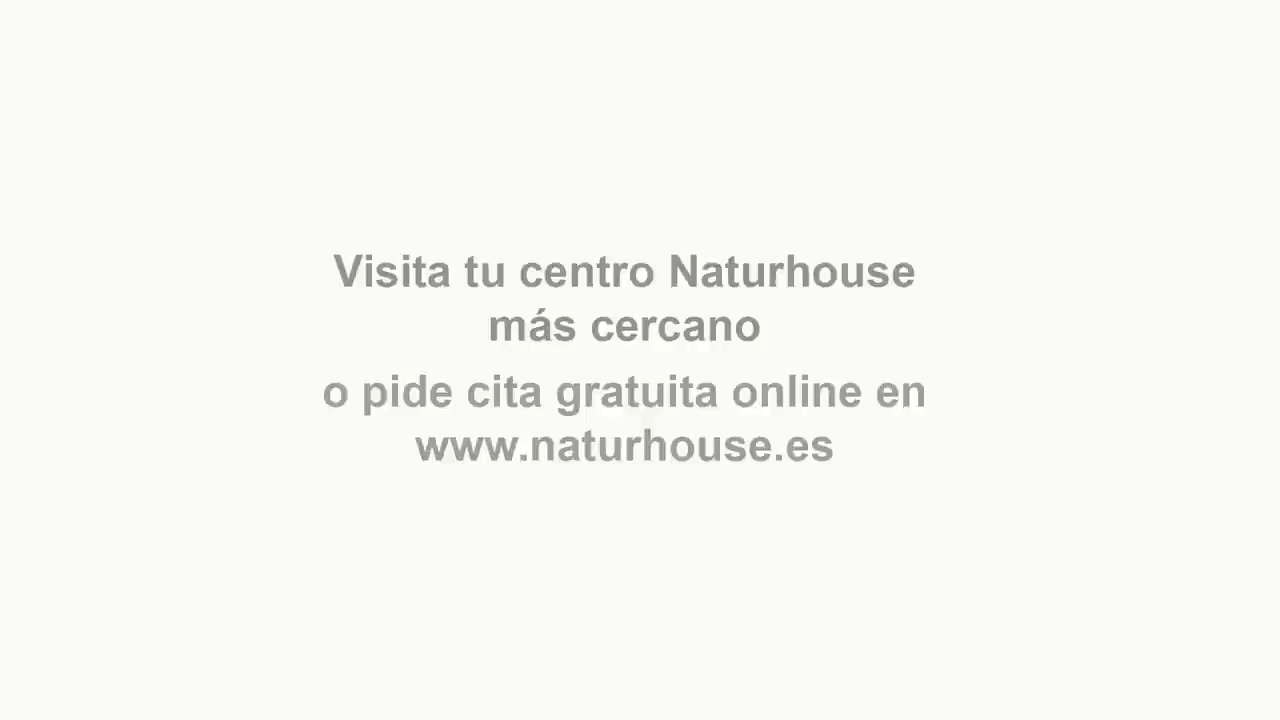 Visita tu centro Naturhouse
más cercano
o pide cita gratuita online en
www.naturhouse.es